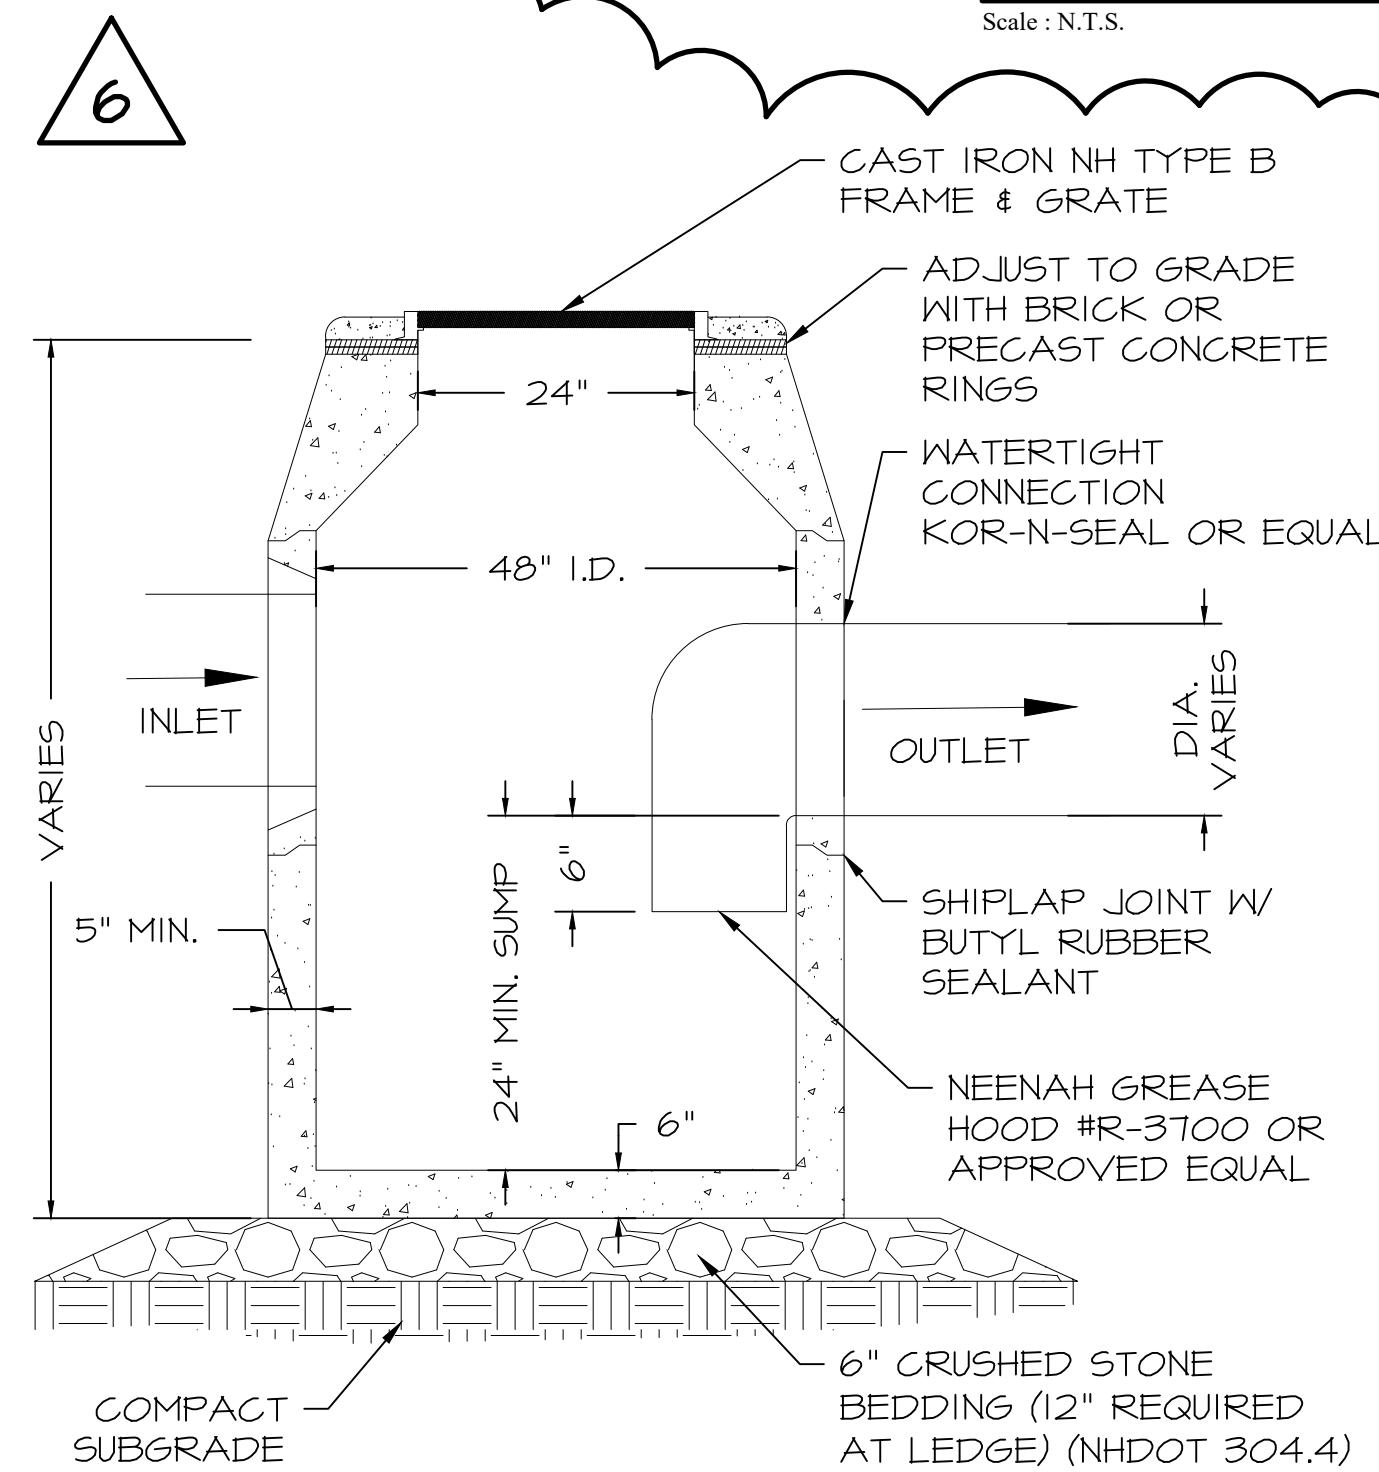 Scale : N.T.S.
6
CAST IRON NH TYPE B
FRAME & GRATE
ADJUST TO GRADE
WITH BRICK OR
PRECAST CONCRETE
RINGS
24"
WATERTIGHT
CONNECTION
KOR-N-SEAL OR EQUAL
48" I.D.
INLET
OUTLET
DIA.
VARIES
VARIES
6"
24" MIN. SUMP
5" MIN.
SHIPLAP JOINT W/
BUTYL RUBBER
SEALANT
NEENAH GREASE
HOOD #R-3700 OR
APPROVED EQUAL
6"
6" CRUSHED STONE
BEDDING (12" REQUIRED
AT LEDGE) (NHDOT 304.4)
COMPACT
SUBGRADE